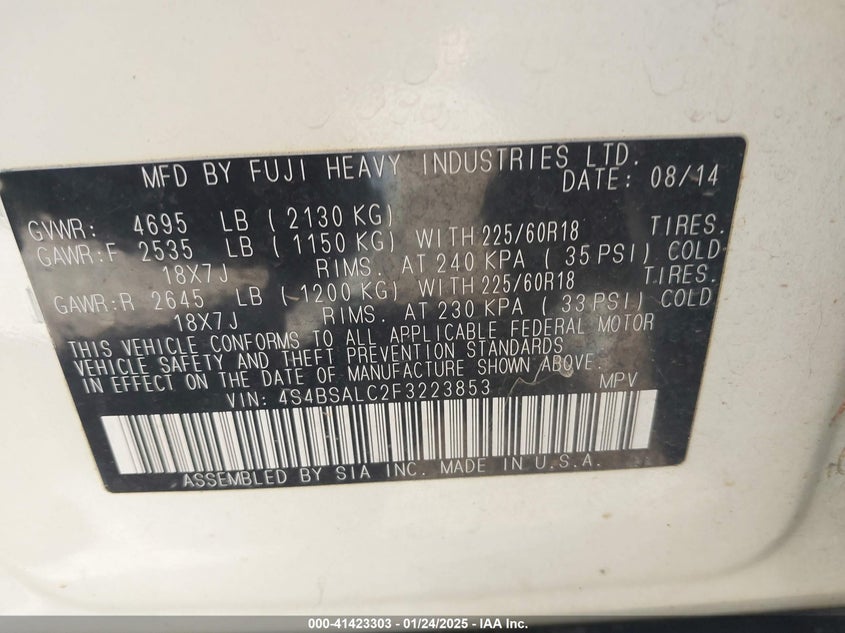 MFD BY FUJI HEAVY INDUSTRIES LTD.
DATE: 08/14
GVWR: 4695 LB ( 2130 KG)
GAWR:F 2535 LB ( 1150 KG) WITH 225/60R18 TIRES.
18X7J RIMS. AT 240 KPA ( 35 PSI) COLD
GAWR:R 2645 LB ( 1200 KG) WITH 225/60R18 TIRES.
18X7J RIMS. AT 230 KPA ( 33 PSI) COLD
THIS VEHICLE CONFORMS TO ALL APPLICABLE FEDERAL MOTOR
VEHICLE SAFETY AND THEFT PREVENTION STANDARDS
IN EFFECT ON THE DATE OF MANUFACTURE SHOWN ABOVE.
VIN: 4S4BSALC2F3223853 MPV
ASSEMBLED BY SIA INC. MADE IN U.S.A.
000-41423303 - 01/24/2025 - IAA Inc.